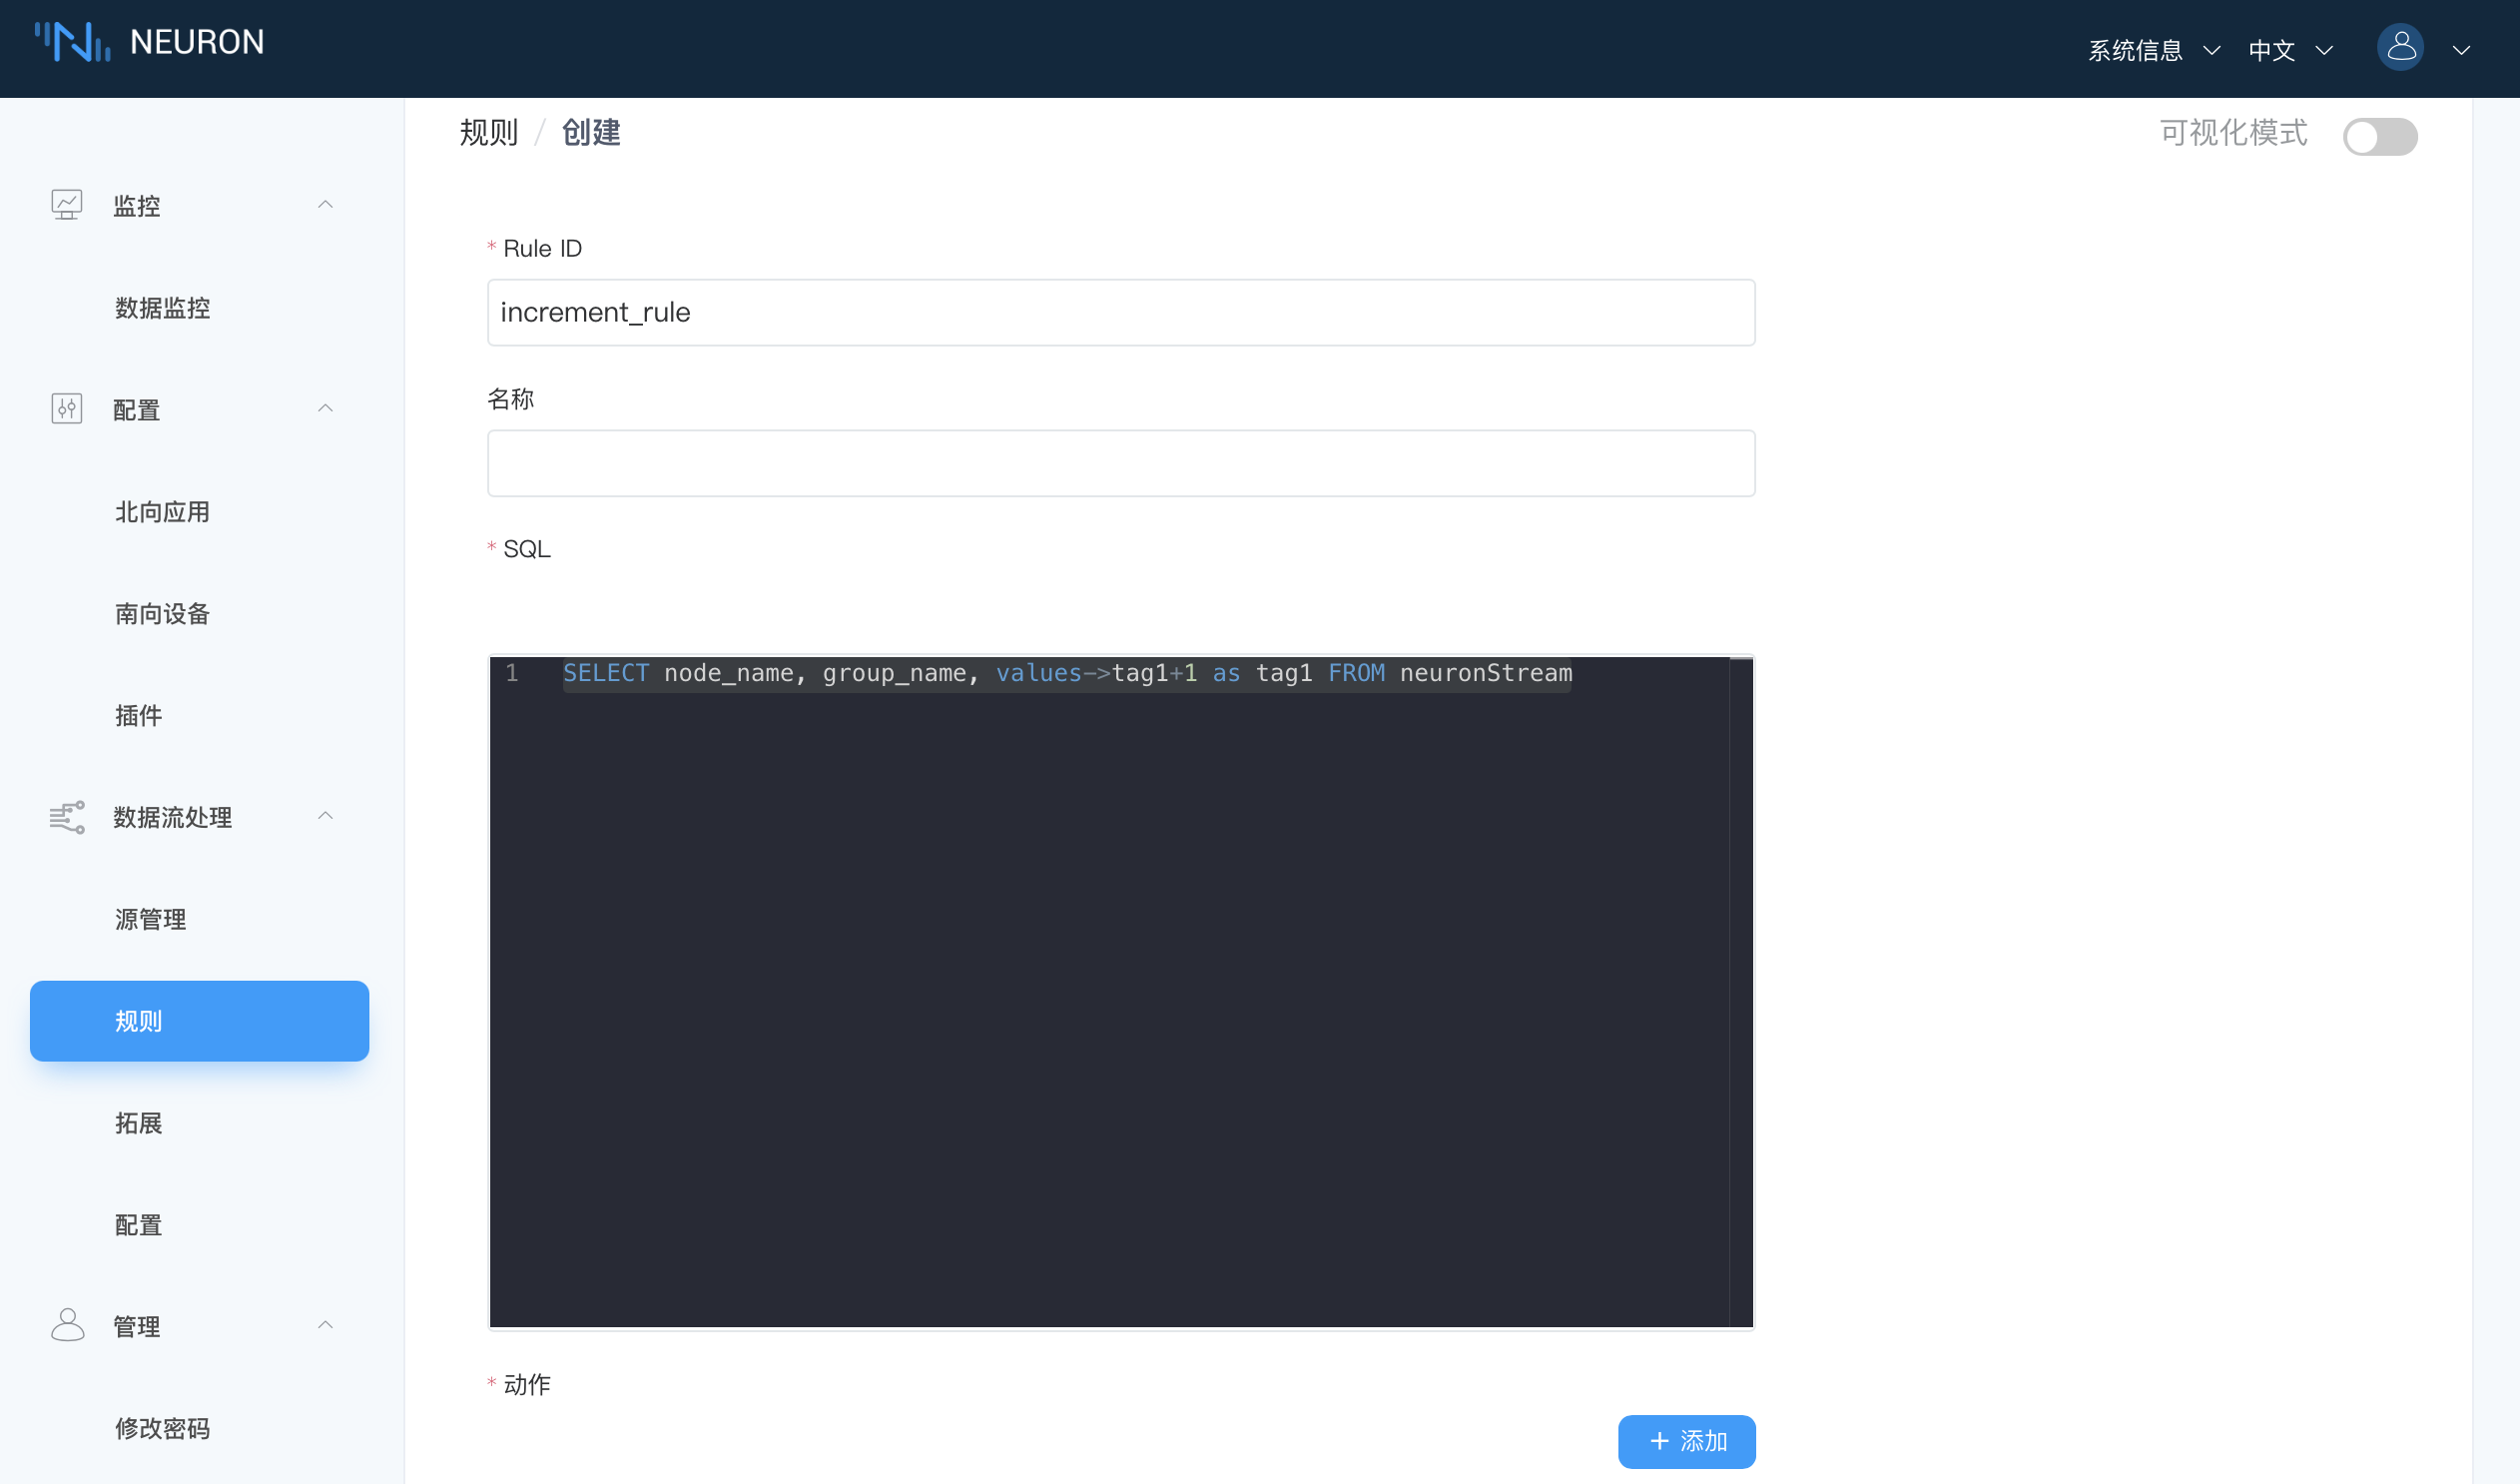 NEURON
系统信息 中文
监控
数据监控
配置
北向应用
南向设备
插件
数据流处理
源管理
规则
拓展
配置
管理
修改密码
规则 / 创建
可视化模式
* Rule ID
increment_rule
名称
* SQL
1 SELECT node_name, group_name, values->tag1+1 as tag1 FROM neuronStream
* 动作
+ 添加